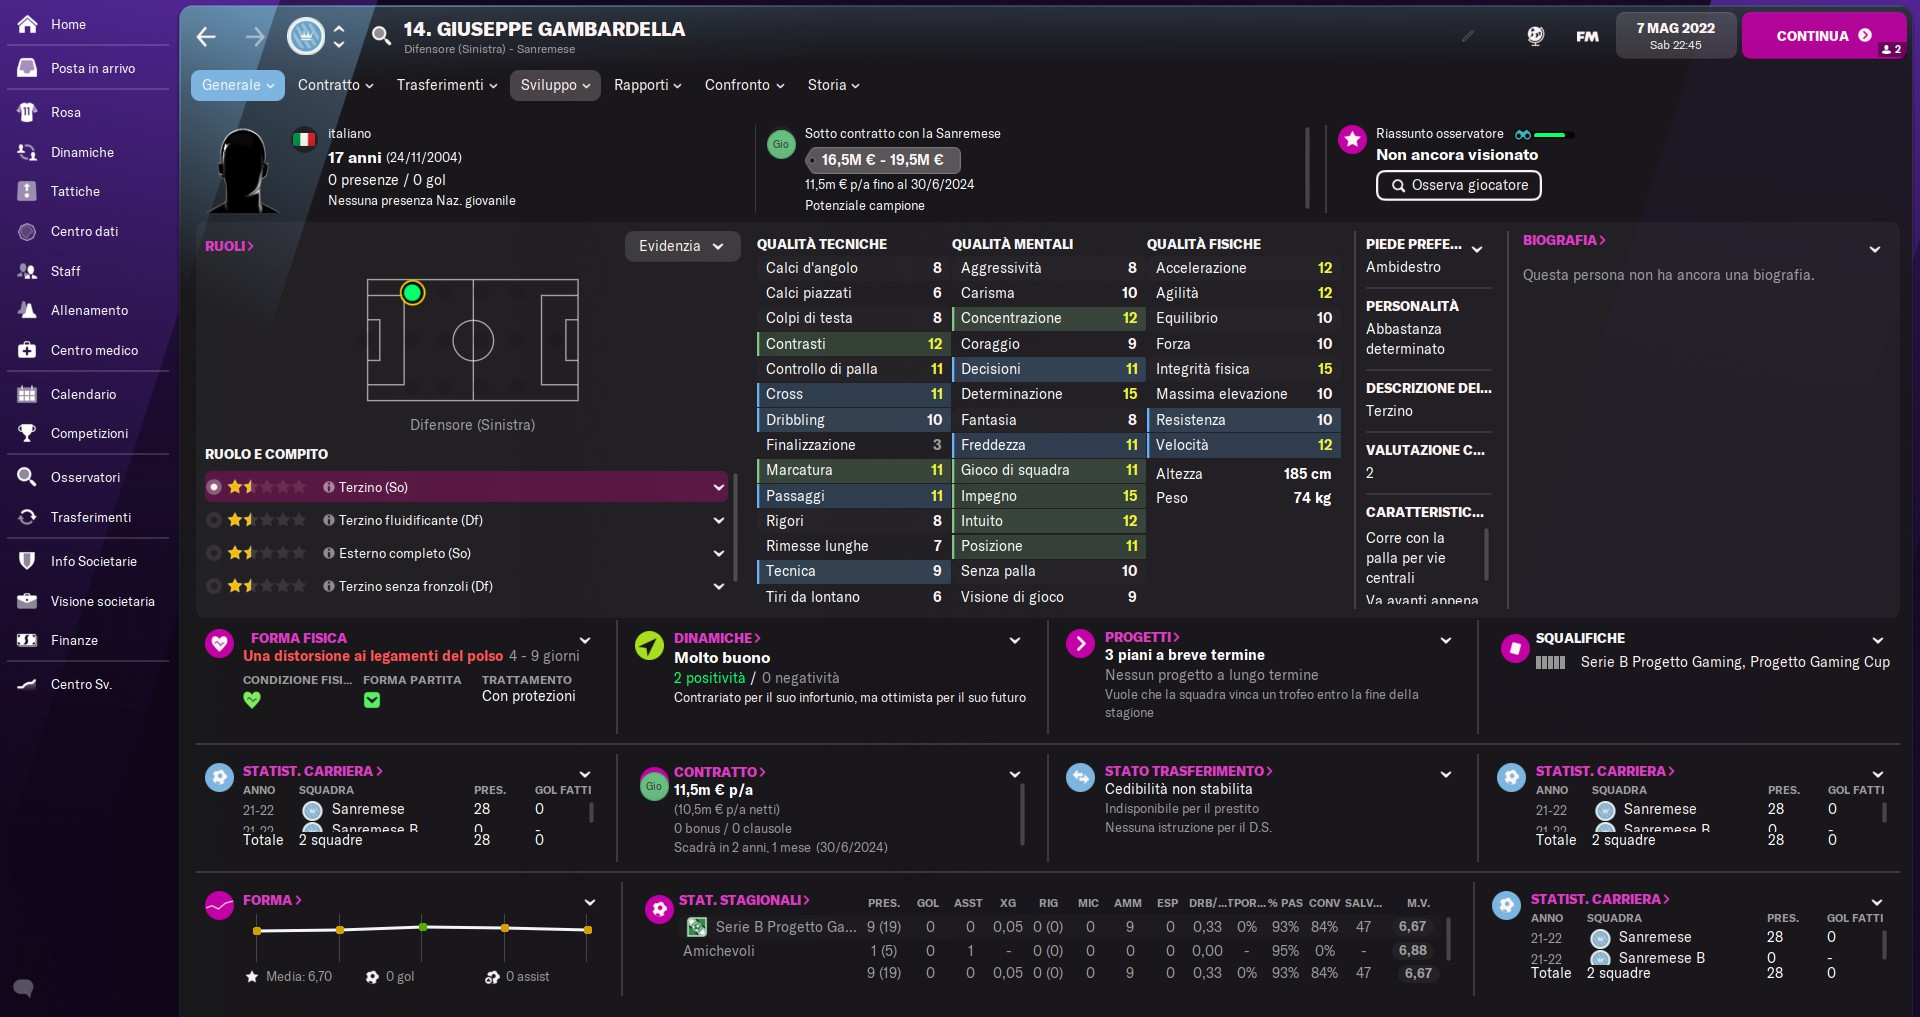 Home
Posta in arrivo
Rosa
Dinamiche
Tattiche
Centro dati
Staff
Allenamento
Centro medico
Calendario
Competizioni
Osservatori
Trasferimenti
Info Societarie
Visione societaria
Finanze
Centro Sv.
14. GIUSEPPE GAMBARDELLA
Difensore (Sinistra) - Sanremese
FM
7 MAG 2022
Sab 22:45
CONTINUA
2
Generale Contratto Trasferimenti Sviluppo Rapporti Confronto Storia
italiano
17 anni (24/11/2004)
0 presenze / 0 gol
Nessuna presenza Naz. giovanile
Gio
Sotto contratto con la Sanremese
16,5M € - 19,5M €
11,5m € p/a fino al 30/6/2024
Potenziale campione
Riassunto osservatore
Non ancora visionato
Osserva giocatore
RUOLI
Evidenzia
Difensore (Sinistra)
RUOLO E COMPITO
Terzino (So)
Terzino fluidificante (Df)
Esterno completo (So)
Terzino senza fronzoli (Df)
QUALITÀ TECNICHE
Calci d'angolo 8
Calci piazzati 6
Colpi di testa 8
Contrasti 12
Controllo di palla 11
Cross 11
Dribbling 10
Finalizzazione 3
Marcatura 11
Passaggi 11
Rigori 8
Rimesse lunghe 7
Tecnica 9
Tiri da lontano 6
QUALITÀ MENTALI
Aggressività 8
Carisma 10
Concentrazione 12
Coraggio 9
Decisioni 11
Determinazione 15
Fantasia 8
Freddezza 11
Gioco di squadra 11
Impegno 15
Intuito 12
Posizione 11
Senza palla 10
Visione di gioco 9
QUALITÀ FISICHE
Accelerazione 12
Agilità 12
Equilibrio 10
Forza 10
Integrità fisica 15
Massima elevazione 10
Resistenza 10
Velocità 12
Altezza 185 cm
Peso 74 kg
PIEDE PREFE...
Ambidestro
PERSONALITÀ
Abbastanza
determinato
DESCRIZIONE DEI...
Terzino
VALUTAZIONE C...
2
CARATTERISTIC...
Corre con la
palla per vie
centrali
Va avanti appena
BIOGRAFIA
Questa persona non ha ancora una biografia.
FORMA FISICA
Una distorsione ai legamenti del polso 4 - 9 giorni
CONDIZIONE FISI... FORMA PARTITA TRATTAMENTO
Con protezioni
DINAMICHE
Molto buono
2 positività / 0 negatività
Contrariato per il suo infortunio, ma ottimista per il suo futuro
PROGETTI
3 piani a breve termine
Nessun progetto a lungo termine
Vuole che la squadra vinca un trofeo entro la fine della
stagione
SQUALIFICHE
Serie B Progetto Gaming, Progetto Gaming Cup
STATIST. CARRIERA
ANNO SQUADRA PRES. GOL FATTI
21-22 Sanremese 28 0
21-22 Sanremese B 0 -
Totale 2 squadre 28 0
Gio
CONTRATTO
11,5m € p/a
(10,5m € p/a netti)
0 bonus / 0 clausole
Scadrà in 2 anni, 1 mese (30/6/2024)
STATO TRASFERIMENTO
Cedibilità non stabilita
Indisponibile per il prestito
Nessuna istruzione per il D.S.
STATIST. CARRIERA
ANNO SQUADRA PRES. GOL FATTI
21-22 Sanremese 28 0
21-22 Sanremese B 0 -
Totale 2 squadre 28 0
FORMA
Media: 6,70 0 gol 0 assist
STAT. STAGIONALI PRES. GOL ASST XG RIG MIC AMM ESP DRB/... TPOR... % PAS CONV SALV... M.V.
Serie B Progetto Ga... 9 (19) 0 0 0,05 0 (0) 0 9 0 0,33 0% 93% 84% 47 6,67
Amichevoli 1 (5) 0 1 - 0 (0) 0 0 0 0,00 - 95% 0% - 6,88
9 (19) 0 0 0,05 0 (0) 0 9 0 0,33 0% 93% 84% 47 6,67
STATIST. CARRIERA
ANNO SQUADRA PRES. GOL FATTI
21-22 Sanremese 28 0
21-22 Sanremese B 0 -
Totale 2 squadre 28 0